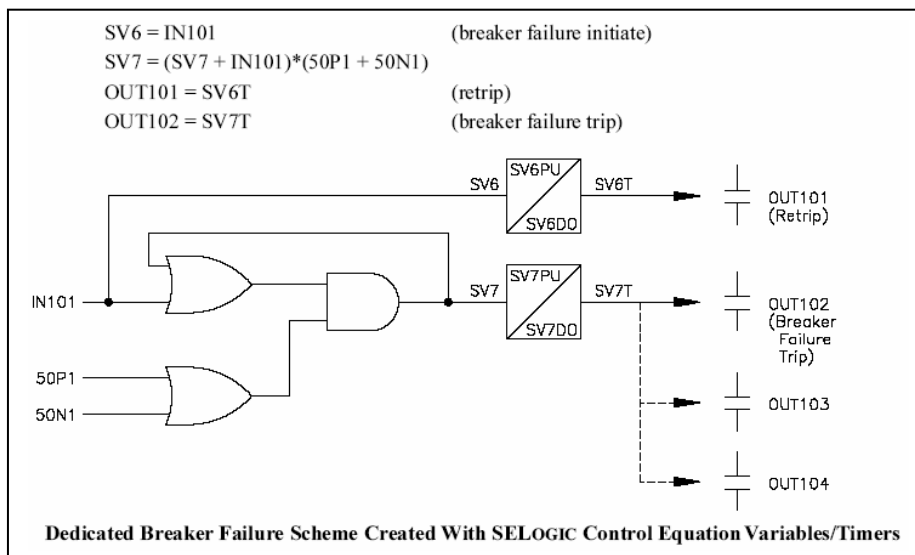 SV6 = IN101 (breaker failure initiate)
SV7 = (SV7 + IN101)*(50P1 + 50N1)
OUT101 = SV6T (retrip)
OUT102 = SV7T (breaker failure trip)
SV6 SV6PU SV6T
SV6DO
OUT101
(Retrip)
IN101
SV7 SV7PU SV7T
SV7DO
OUT102
(Breaker
Failure
Trip)
50P1
50N1
OUT103
OUT104
Dedicated Breaker Failure Scheme Created With SELOGIC Control Equation Variables/Timers